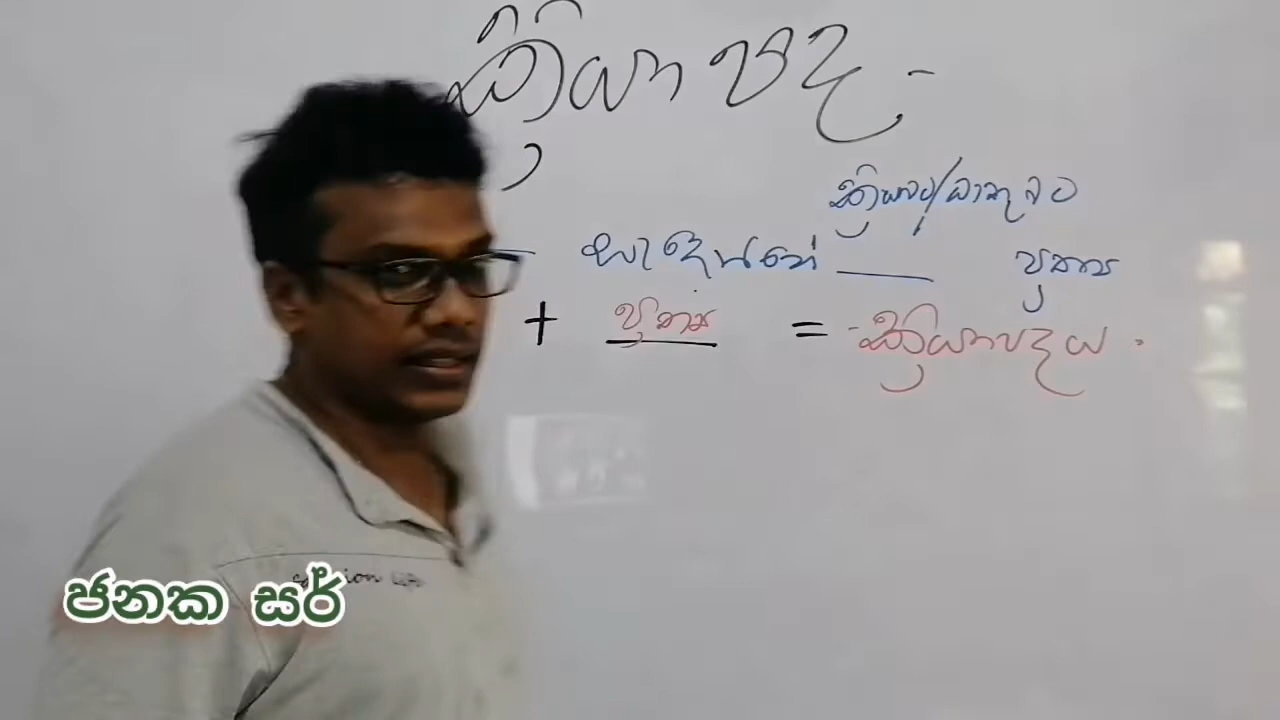 ක්‍රියා පද -
ක්‍රියාව/ධාතුවට
සෑදෙන්නේ —— ප්‍රත්‍ය
+ ප්‍රත්‍ය = ක්‍රියාපදය .
ජනක සර්